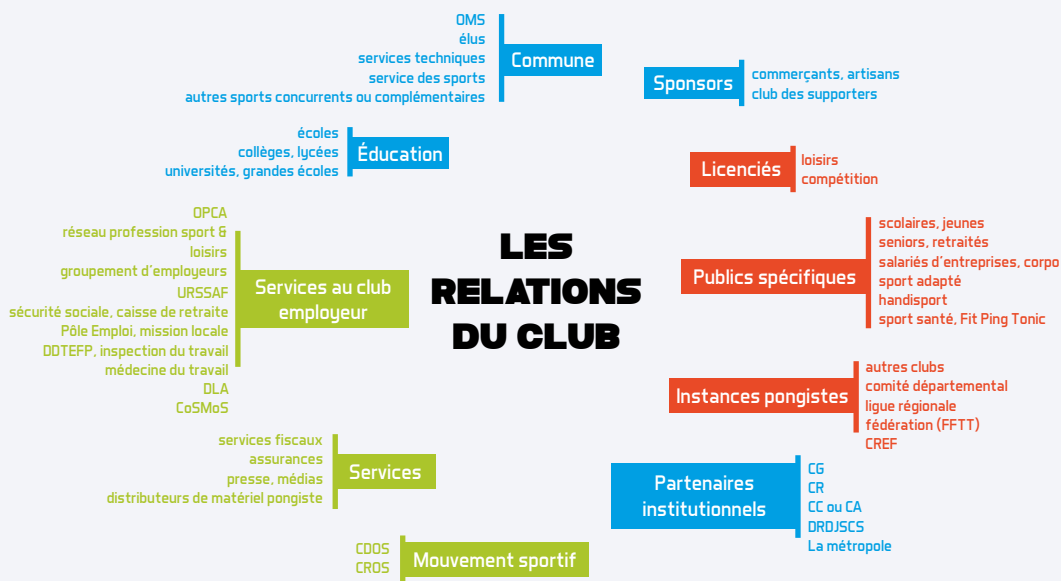 LES
RELATIONS
DU CLUB
OMS
élus
services techniques
service des sports
autres sports concurrents ou complémentaires
Commune
Sponsors
commerçants, artisans
club des supporters
écoles
collèges, lycées
universités, grandes écoles
Éducation
Licenciés
loisirs
compétition
OPCA
réseau profession sport &
loisirs
groupement d'employeurs
URSSAF
sécurité sociale, caisse de retraite
Pôle Emploi, mission locale
DDTEFP, inspection du travail
médecine du travail
DLA
CoSMoS
Services au club
employeur
Publics spécifiques
scolaires, jeunes
seniors, retraités
salariés d'entreprises, corpo
sport adapté
handisport
sport santé, Fit Ping Tonic
Instances pongistes
autres clubs
comité départemental
ligue régionale
fédération (FFTT)
CREF
services fiscaux
assurances
presse, médias
distributeurs de matériel pongiste
Services
Partenaires
institutionnels
CG
CR
CC ou CA
DRDJSCS
La métropole
CDOS
CROS
Mouvement sportif